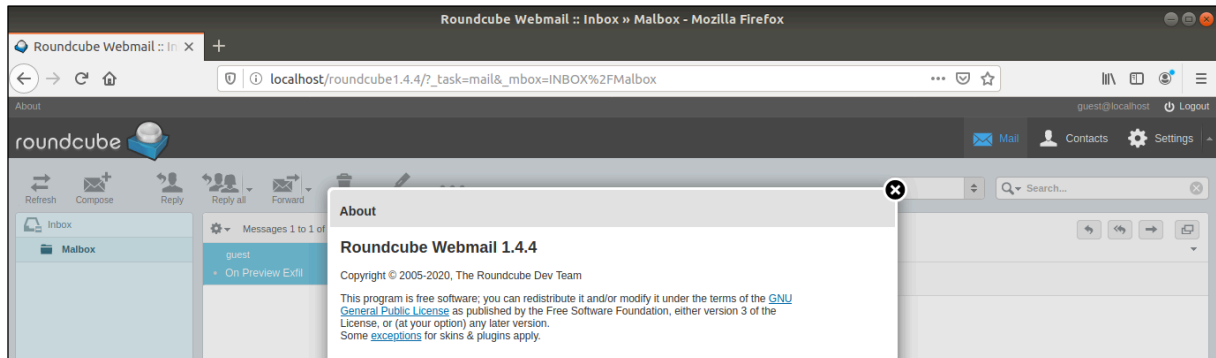 Roundcube Webmail :: Inbox » Malbox - Mozilla Firefox
Roundcube Webmail :: In
localhost/roundcube1.4.4/?_task=mail&_mbox=INBOX%2FMalbox
About
guest@localhost Logout
roundcube
Mail Contacts Settings
Refresh Compose Reply Reply all Forward
Search...
Inbox
Malbox
Messages 1 to 1 of
guest
On Preview Exfil
About
Roundcube Webmail 1.4.4
Copyright © 2005-2020, The Roundcube Dev Team
This program is free software; you can redistribute it and/or modify it under the terms of the GNU
General Public License as published by the Free Software Foundation, either version 3 of the
License, or (at your option) any later version.
Some exceptions for skins & plugins apply.